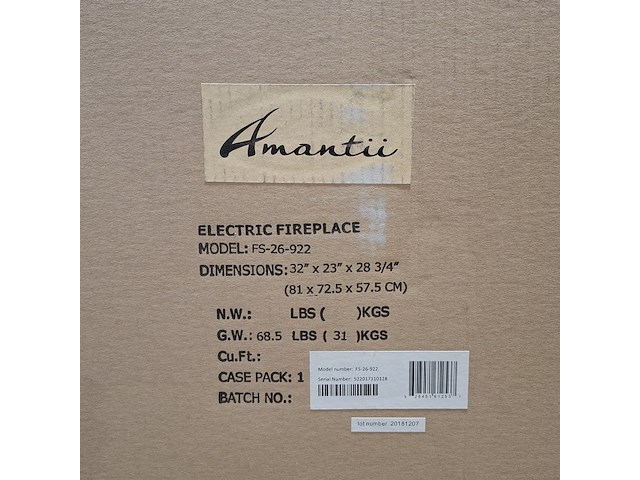 Amantii
ELECTRIC FIREPLACE
MODEL: FS-26-922
DIMENSIONS: 32" x 23" x 28 3/4"
(81 x 72.5 x 57.5 CM)
N.W.: LBS ( )KGS
G.W.: 68.5 LBS ( 31 )KGS
Cu.Ft.:
CASE PACK: 1
BATCH NO.:
Model number: FS-26-922
lot number 20181207